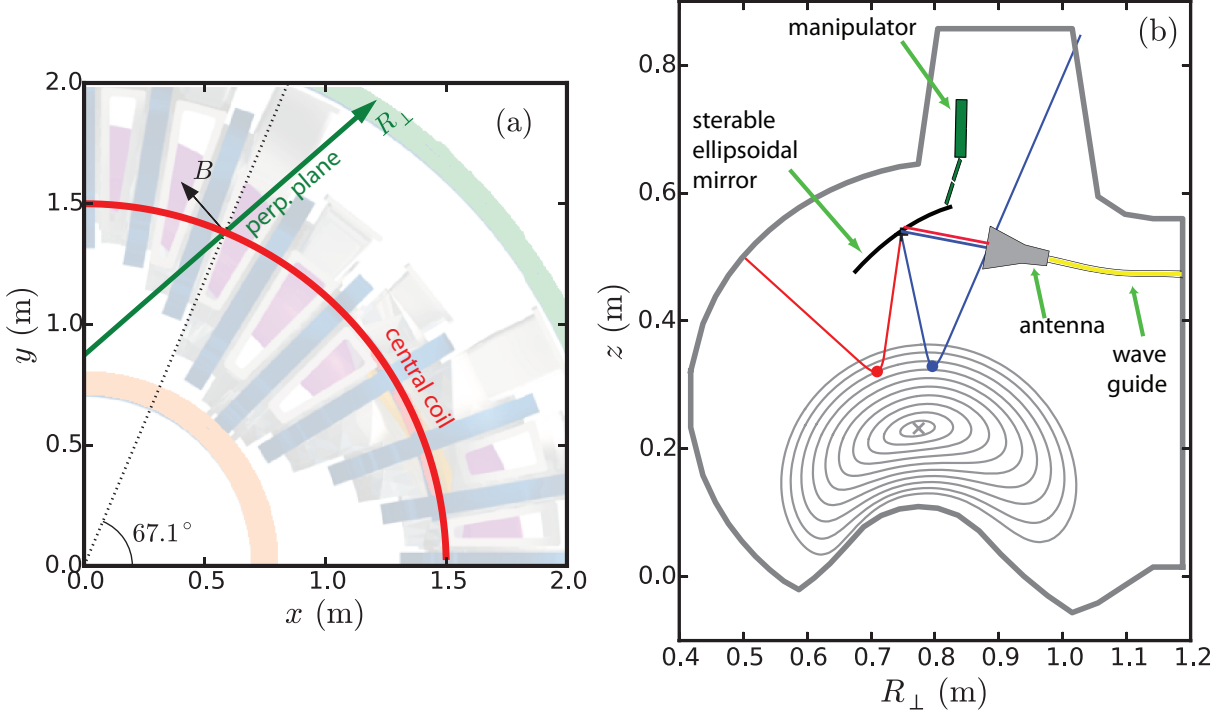 (a)
2.0
1.5
1.0
0.5
0.0
y (m)
0.0
0.5
1.0
1.5
2.0
x (m)
R⊥
B
perp. plane
central coil
67.1°
(b)
0.8
0.6
0.4
0.2
0.0
z (m)
0.4
0.5
0.6
0.7
0.8
0.9
1.0
1.1
1.2
R⊥ (m)
manipulator
sterable
ellipsoidal
mirror
antenna
wave
guide